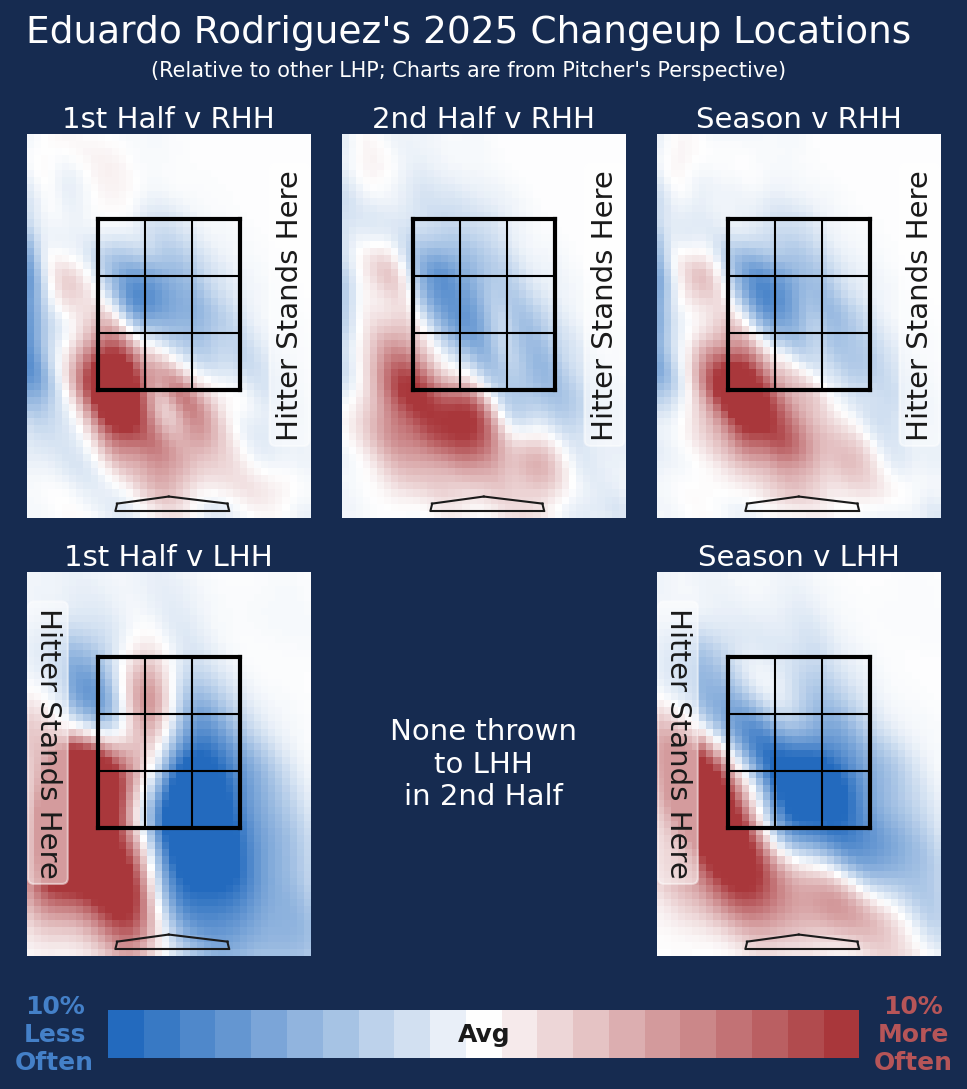 Eduardo Rodriguez's 2025 Changeup Locations
(Relative to other LHP; Charts are from Pitcher's Perspective)
1st Half v RHH
2nd Half v RHH
Season v RHH
Hitter Stands Here
Hitter Stands Here
Hitter Stands Here
1st Half v LHH
Season v LHH
Hitter Stands Here
None thrown
to LHH
in 2nd Half
Hitter Stands Here
10%
Less
Often
Avg
10%
More
Often